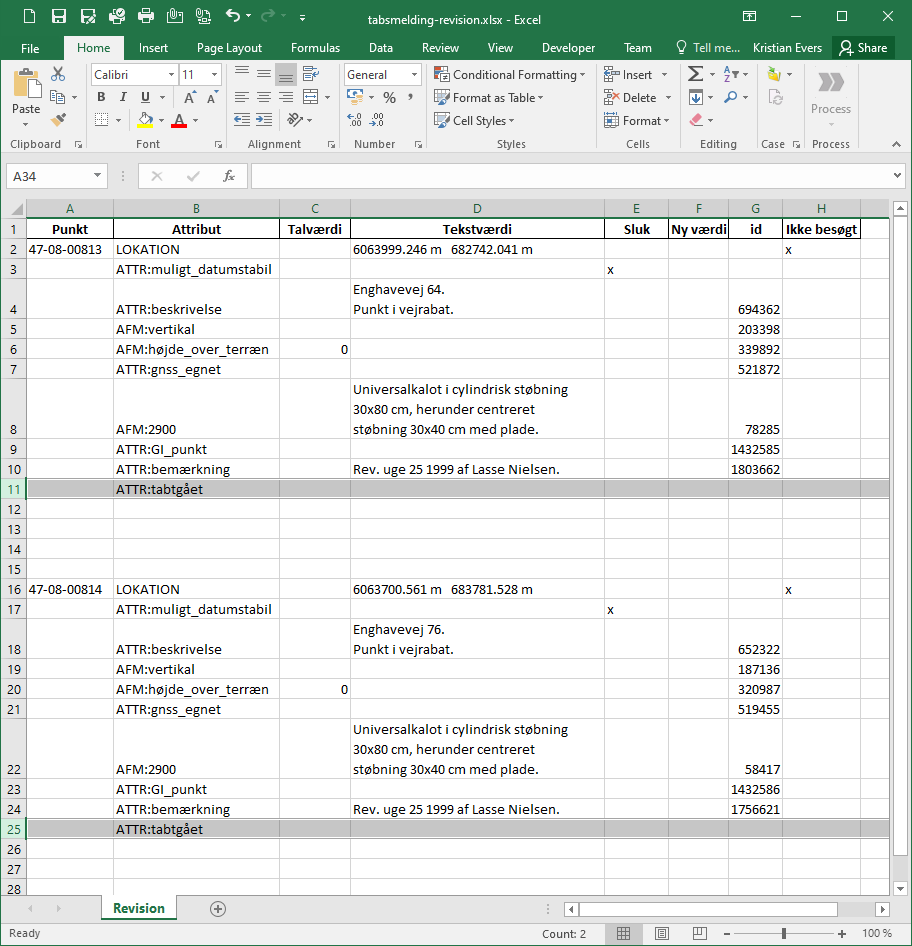 tabsmelding-revision.xlsx - Excel
File Home Insert Page Layout Formulas Data Review View Developer Team Tell me... Kristian Evers Share
Paste
Calibri 11
B I U
A A
A
General
%
Conditional Formatting
Format as Table
Cell Styles
Insert
Delete
Format
Process
Clipboard Font Alignment Number Styles Cells Editing Case Process
A34 fx
A B C D E F G H
1 Punkt Attribut Talværdi Tekstværdi Sluk Ny værdi id Ikke besøgt
2 47-08-00813 LOKATION 6063999.246 m 682742.041 m x
3 ATTR:muligt_datumstabil x
Enghavevej 64.
4 ATTR:beskrivelse Punkt i vejrabat. 694362
5 AFM:vertikal 203398
6 AFM:højde_over_terræn 0 339892
7 ATTR:gnss_egnet 521872
Universalkalot i cylindrisk støbning
30x80 cm, herunder centreret
8 AFM:2900 støbning 30x40 cm med plade. 78285
9 ATTR:GI_punkt 1432585
10 ATTR:bemærkning Rev. uge 25 1999 af Lasse Nielsen. 1803662
11 ATTR:tabtgået
12
13
14
15
16 47-08-00814 LOKATION 6063700.561 m 683781.528 m x
17 ATTR:muligt_datumstabil x
Enghavevej 76.
18 ATTR:beskrivelse Punkt i vejrabat. 652322
19 AFM:vertikal 187136
20 AFM:højde_over_terræn 0 320987
21 ATTR:gnss_egnet 519455
Universalkalot i cylindrisk støbning
30x80 cm, herunder centreret
22 AFM:2900 støbning 30x40 cm med plade. 58417
23 ATTR:GI_punkt 1432586
24 ATTR:bemærkning Rev. uge 25 1999 af Lasse Nielsen. 1756621
25 ATTR:tabtgået
26
27
28
Revision
Ready Count: 2 100 %